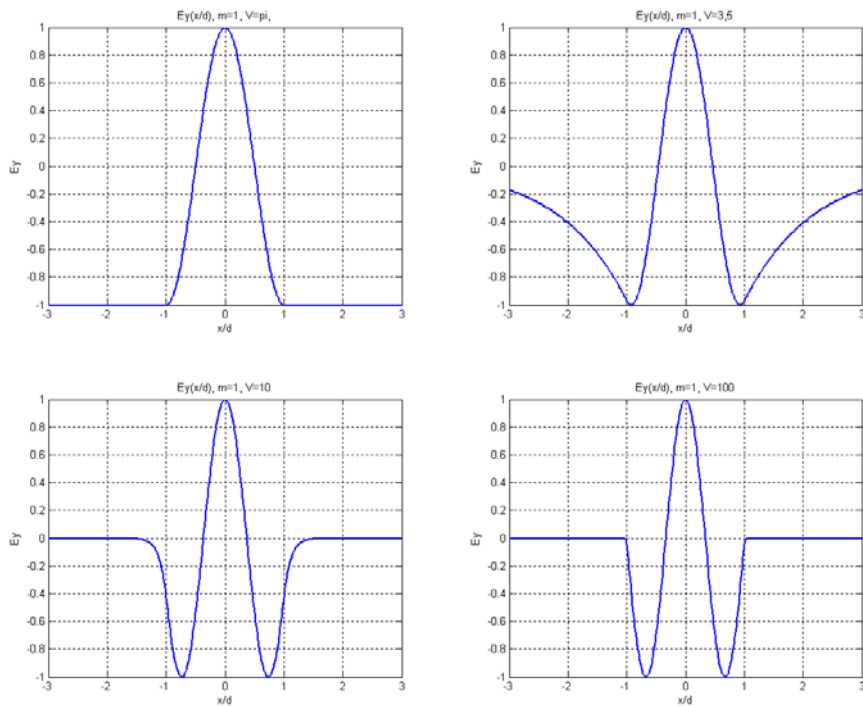 Ey(x/d), m=1, V=pi,
1
0.8
0.6
0.4
0.2
0
-0.2
-0.4
-0.6
-0.8
-1
Ey
-3 -2 -1 0 1 2 3
x/d
Ey(x/d), m=1, V=3,5
1
0.8
0.6
0.4
0.2
0
-0.2
-0.4
-0.6
-0.8
-1
Ey
-3 -2 -1 0 1 2 3
x/d
Ey(x/d), m=1, V=10
1
0.8
0.6
0.4
0.2
0
-0.2
-0.4
-0.6
-0.8
-1
Ey
-3 -2 -1 0 1 2 3
x/d
Ey(x/d), m=1, V=100
1
0.8
0.6
0.4
0.2
0
-0.2
-0.4
-0.6
-0.8
-1
Ey
-3 -2 -1 0 1 2 3
x/d